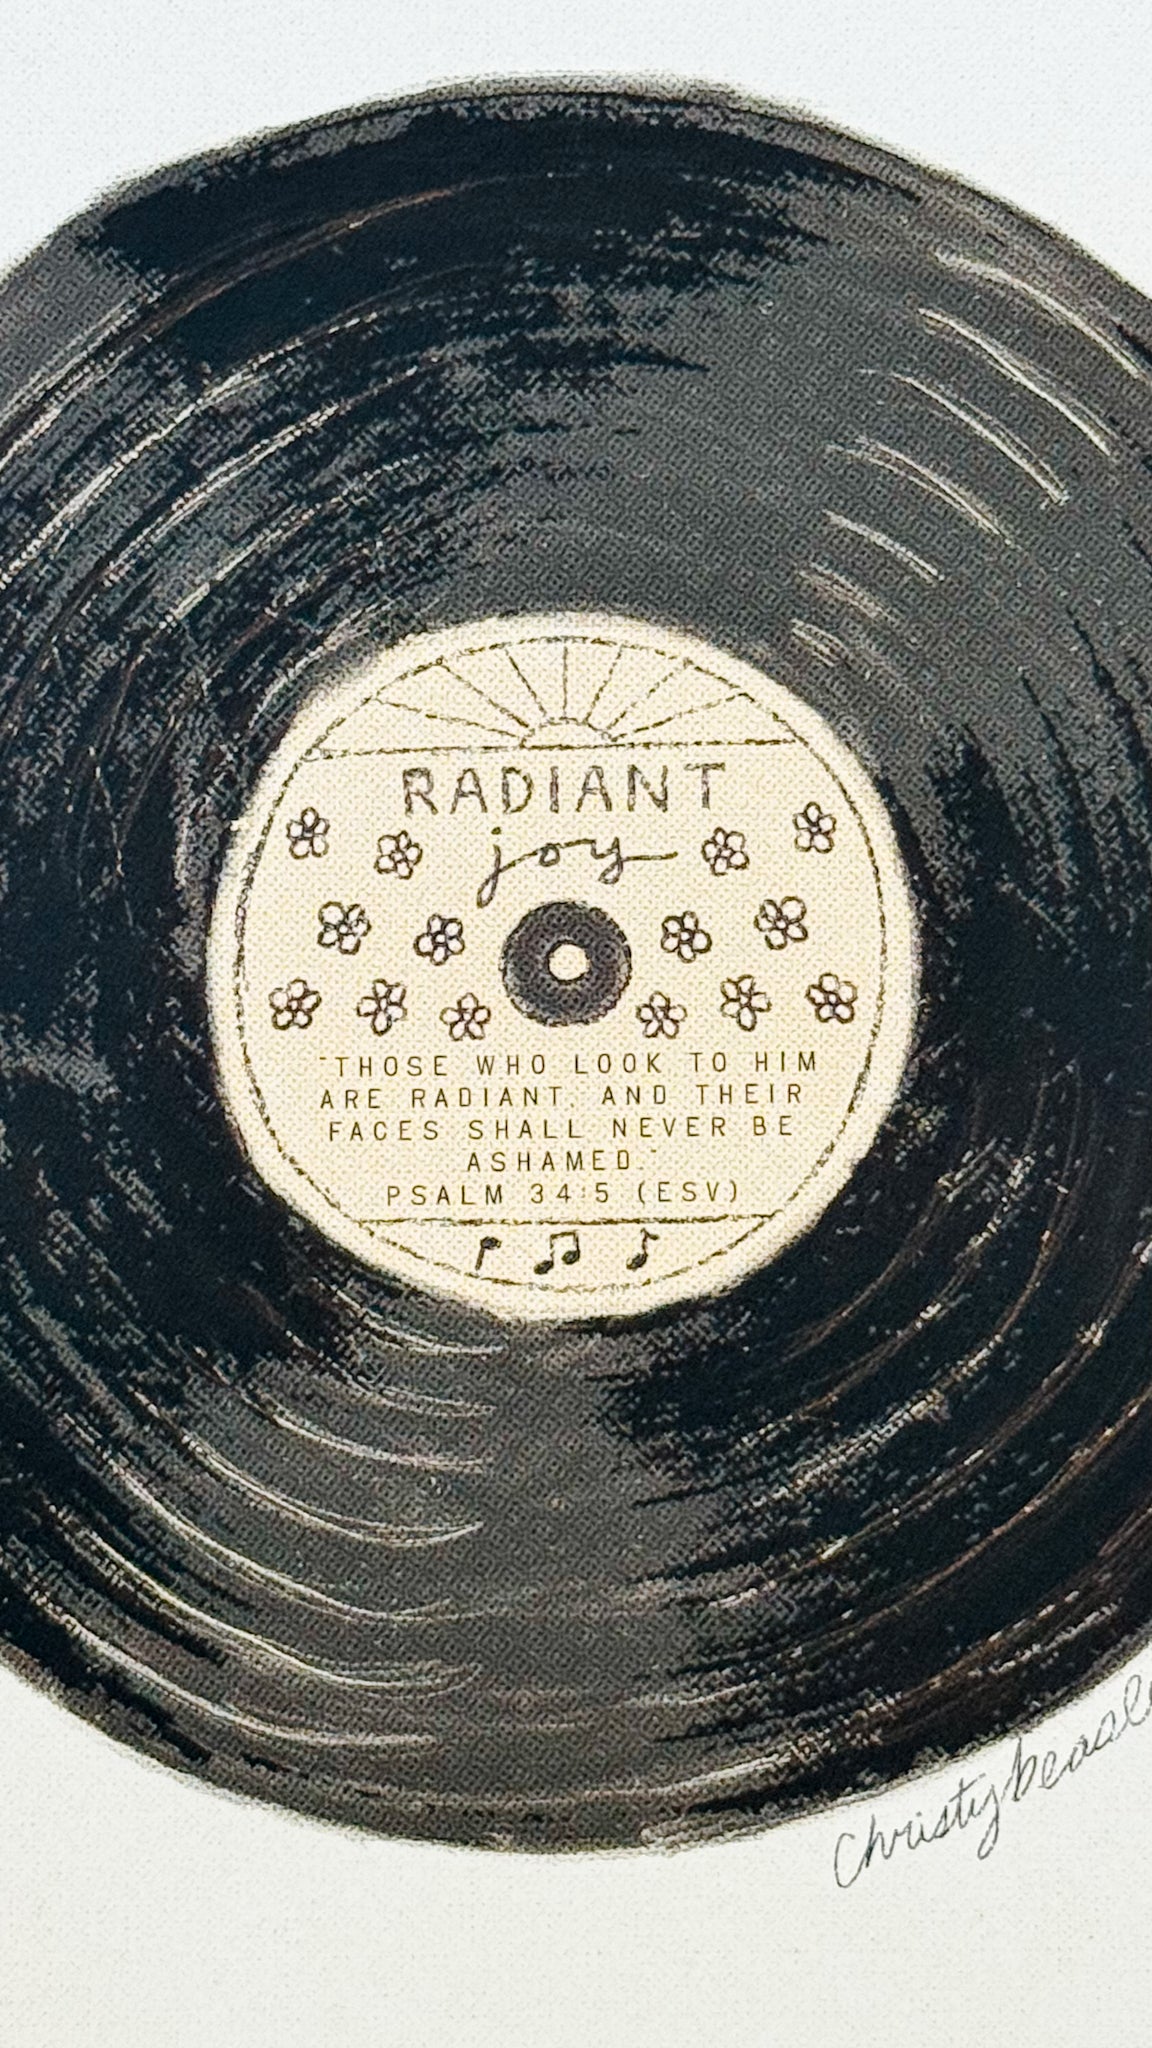 RADIANT
joy
"THOSE WHO LOOK TO HIM
ARE RADIANT, AND THEIR
FACES SHALL NEVER BE
ASHAMED."
PSALM 34:5 (ESV)